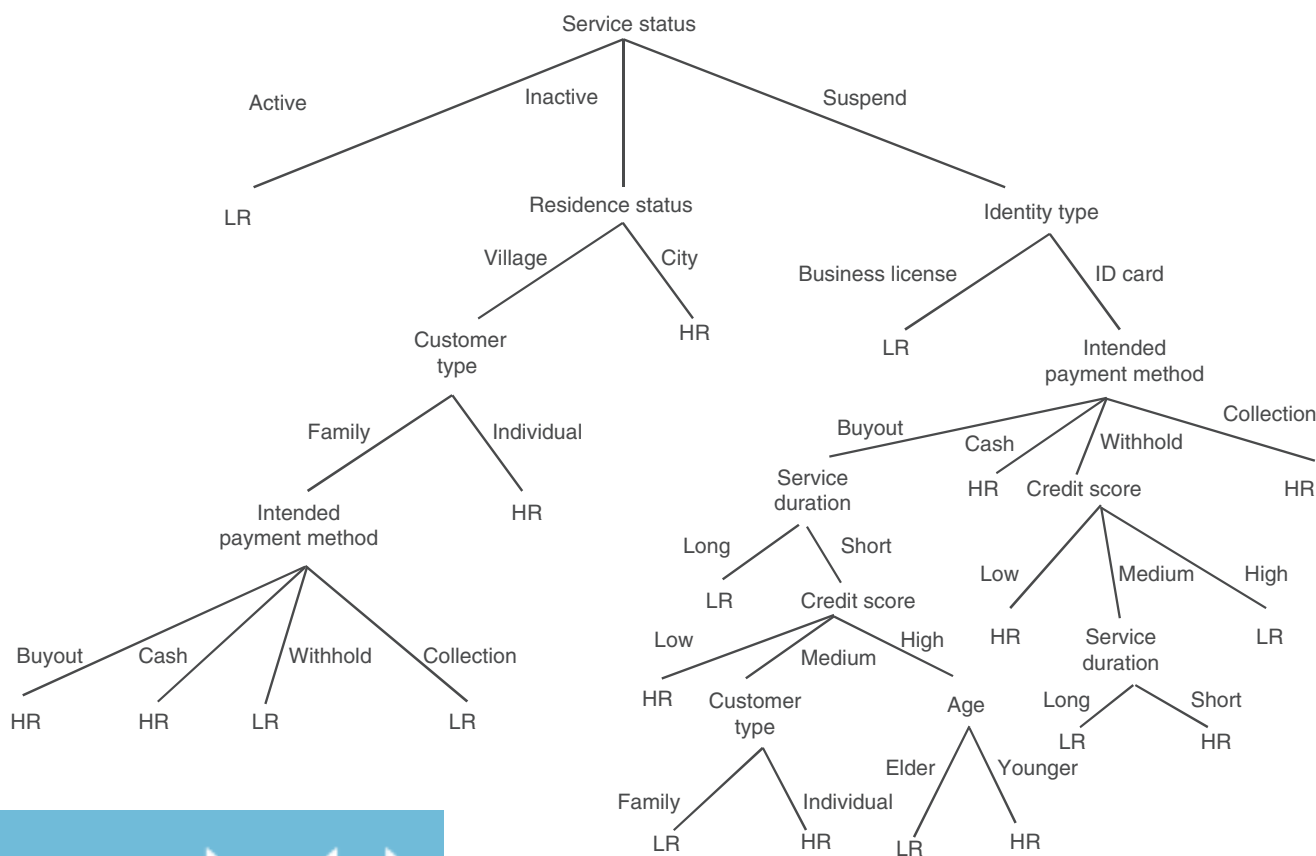 Service status
Active
Inactive
Suspend
LR
Residence status
Identity type
Village
City
Business license
ID card
Customer
type
HR
LR
Intended
payment method
Family
Individual
Buyout
Cash
Withhold
Collection
Intended
payment method
HR
Service
duration
HR
Credit score
HR
Long
Short
Low
Medium
High
LR
Credit score
HR
Service
duration
LR
Buyout
Cash
Withhold
Collection
Low
Medium
High
HR
HR
LR
LR
HR
Customer
type
Age
Long
Short
LR
HR
Family
Individual
Elder
Younger
LR
HR
LR
HR